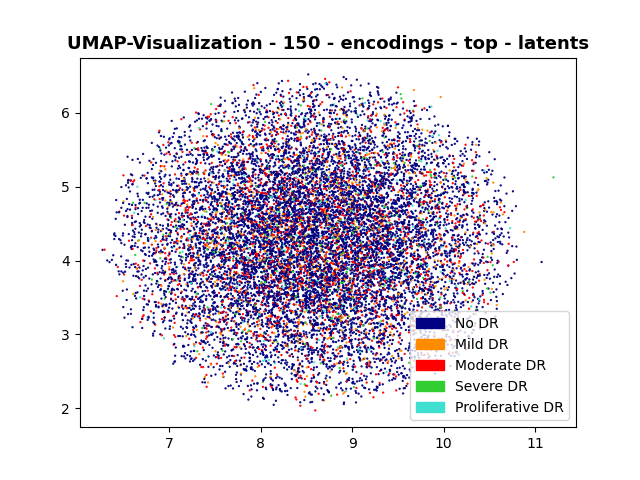 UMAP-Visualization - 150 - encodings - top - latents
6
5
4
3
2
7
8
9
10
11
No DR
Mild DR
Moderate DR
Severe DR
Proliferative DR